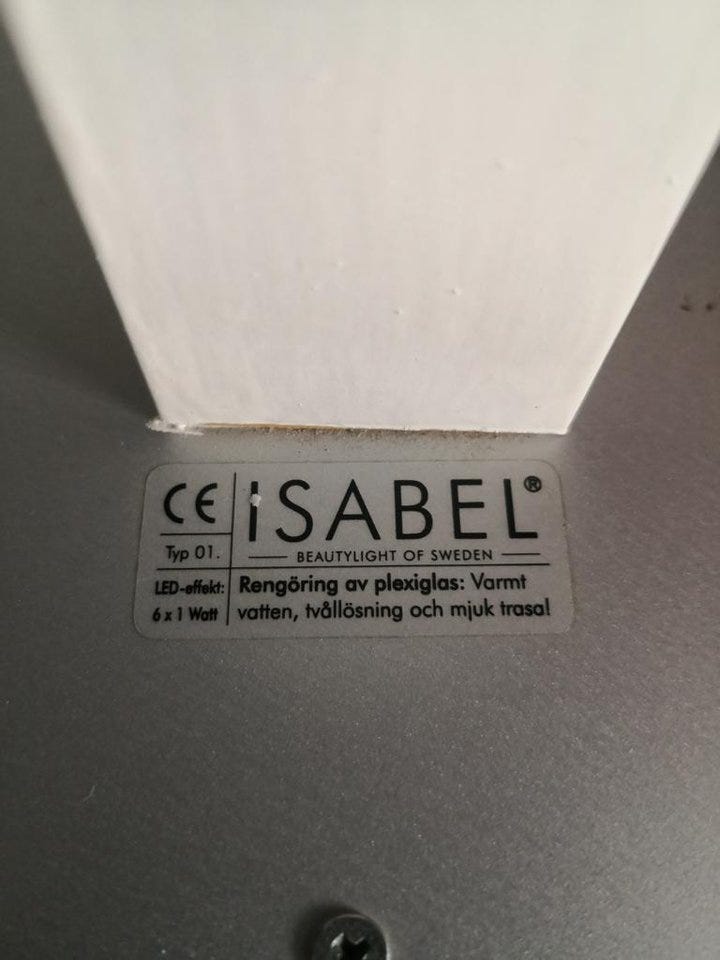 CE
Typ 01.
LED-effekt:
6 x 1 Watt
ISABEL®
BEAUTYLIGHT OF SWEDEN
Rengöring av plexiglas: Varmt
vatten, tvållösning och mjuk trasa!